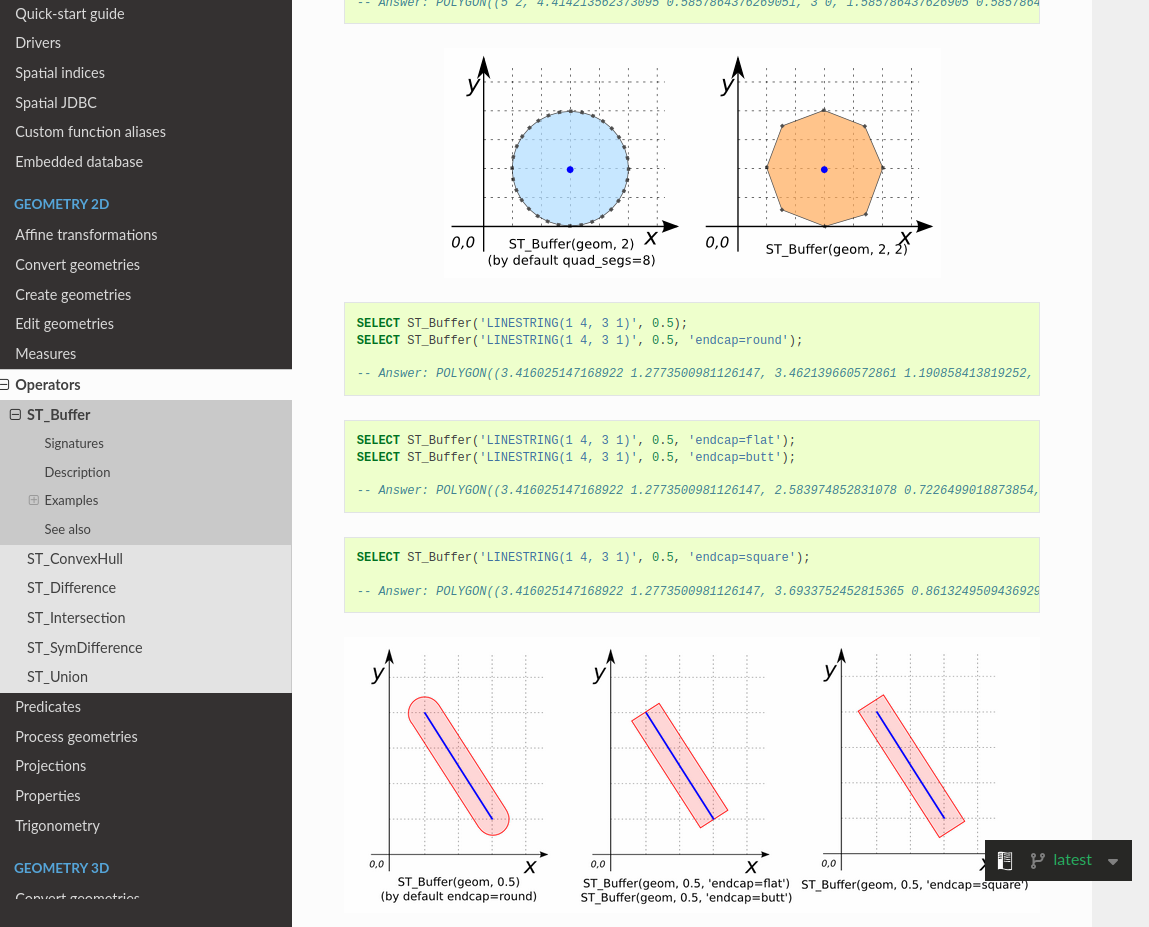 Quick-start guide
Drivers
Spatial indices
Spatial JDBC
Custom function aliases
Embedded database
GEOMETRY 2D
Affine transformations
Convert geometries
Create geometries
Edit geometries
Measures
Operators
ST_Buffer
Signatures
Description
Examples
See also
ST_ConvexHull
ST_Difference
ST_Intersection
ST_SymDifference
ST_Union
Predicates
Process geometries
Projections
Properties
Trigonometry
GEOMETRY 3D
Convert geometries
-- Answer: POLYGON((5 2, 4.414213562373095 0.5857864376269051, 3 0, 1.585786437626905 0.5857864
y
0,0
x
ST_Buffer(geom, 2)
(by default quad_segs=8)
y
0,0
x
ST_Buffer(geom, 2, 2)
SELECT ST_Buffer('LINESTRING(1 4, 3 1)', 0.5);
SELECT ST_Buffer('LINESTRING(1 4, 3 1)', 0.5, 'endcap=round');
-- Answer: POLYGON((3.416025147168922 1.2773500981126147, 3.462139660572861 1.190858413819252,
SELECT ST_Buffer('LINESTRING(1 4, 3 1)', 0.5, 'endcap=flat');
SELECT ST_Buffer('LINESTRING(1 4, 3 1)', 0.5, 'endcap=butt');
-- Answer: POLYGON((3.416025147168922 1.2773500981126147, 2.583974852831078 0.7226499018873854,
SELECT ST_Buffer('LINESTRING(1 4, 3 1)', 0.5, 'endcap=square');
-- Answer: POLYGON((3.416025147168922 1.2773500981126147, 3.6933752452815365 0.8613249509436929
y
0,0
x
ST_Buffer(geom, 0.5)
(by default endcap=round)
y
0,0
x
ST_Buffer(geom, 0.5, 'endcap=flat')
ST_Buffer(geom, 0.5, 'endcap=butt')
y
0,0
x
ST_Buffer(geom, 0.5, 'endcap=square')
latest